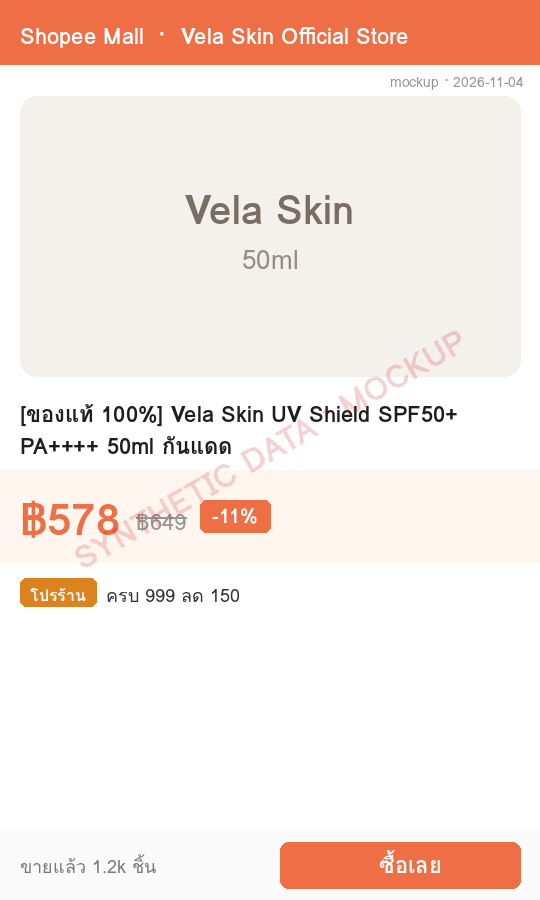 Shopee Mall · Vela Skin Official Store
mockup · 2026-11-04
Vela Skin
50ml
[ของแท้ 100%] Vela Skin UV Shield SPF50+
PA++++ 50ml กันแดด
฿578 ฿649 -11%
โปรร้าน ครบ 999 ลด 150
SYNTHETIC DATA · MOCKUP
ขายแล้ว 1.2k ชิ้น ซื้อเลย